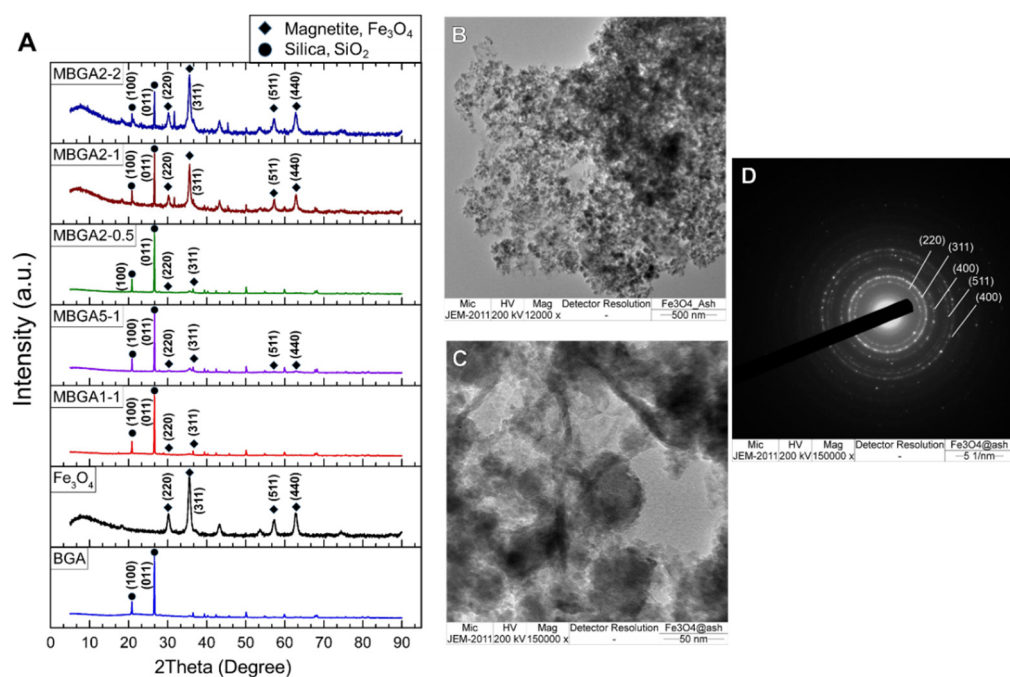 A
◆ Magnetite, Fe₃O₄
● Silica, SiO₂
MBGA2-2
(100)
(011)
(220)
(311)
(511)
(440)
MBGA2-1
(100)
(011)
(220)
(311)
(511)
(440)
MBGA2-0.5
(100)
(011)
(220)
(311)
MBGA5-1
(100)
(011)
(220)
(311)
(511)
(440)
MBGA1-1
(100)
(011)
(220)
(311)
Fe₃O₄
(220)
(311)
(511)
(440)
BGA
(100)
(011)
Intensity (a.u.)
0 10 20 30 40 50 60 70 80 90
2Theta (Degree)
B
Mic HV Mag Detector Resolution Fe3O4_Ash
JEM-2011 200 kV 12000 x - 500 nm
C
Mic HV Mag Detector Resolution Fe3O4@ash
JEM-2011 200 kV 150000 x - 50 nm
D
(220)
(311)
(400)
(511)
(400)
Mic HV Mag Detector Resolution Fe3O4@ash
JEM-2011 200 kV 150000 x - 5 1/nm